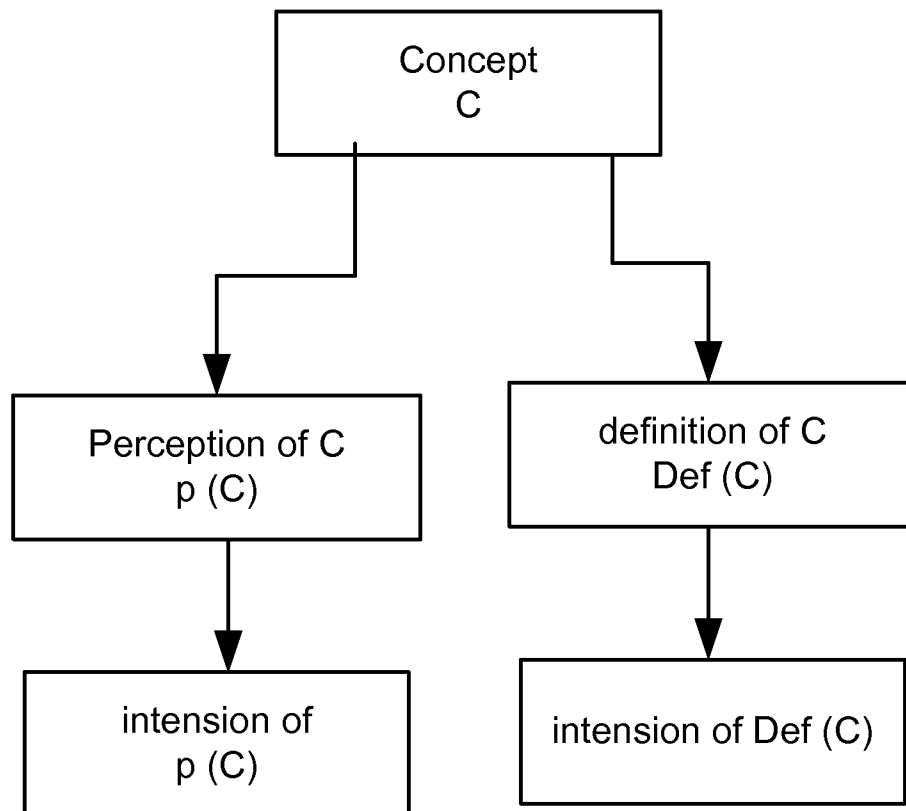 Concept
C
Perception of C
p (C)
definition of C
Def (C)
intension of
p (C)
intension of Def (C)